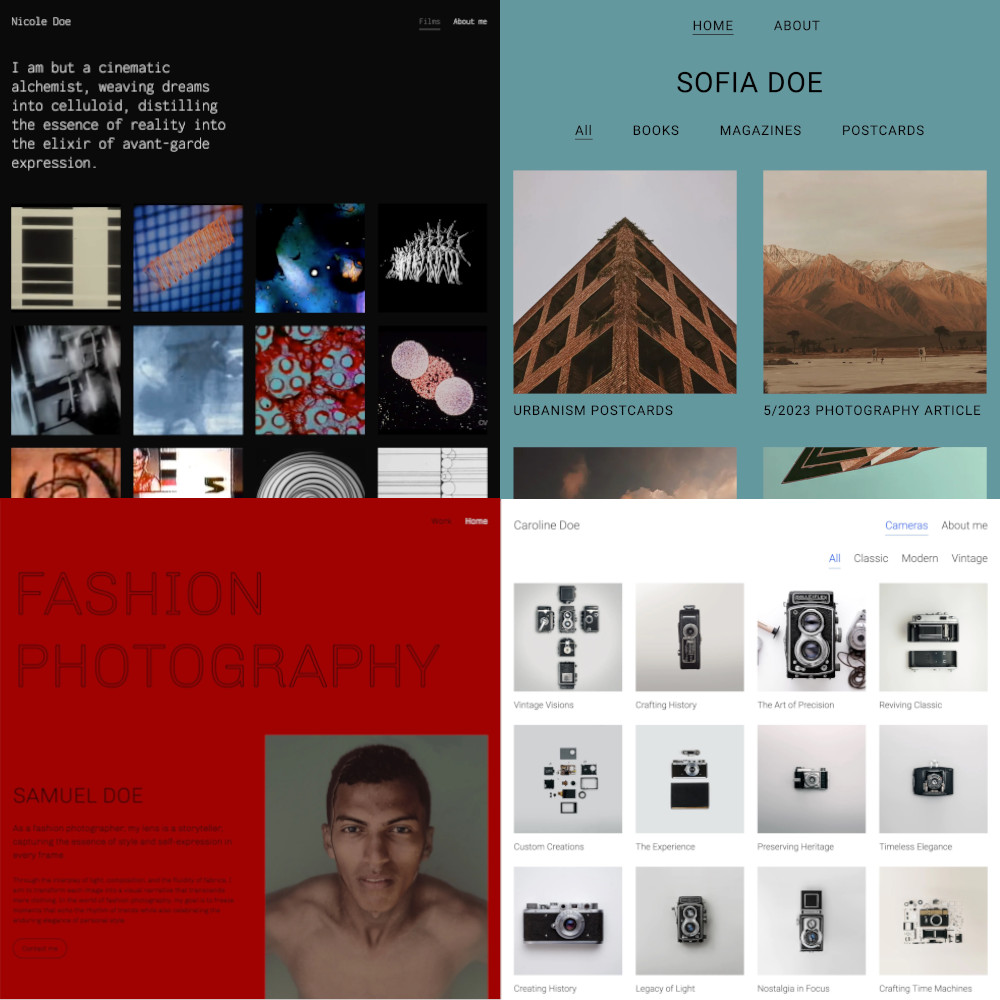 Nicole Doe
Films About me
I am but a cinematic
alchemist, weaving dreams
into celluloid, distilling
the essence of reality into
the elixir of avant-garde
expression.
CV
HOME ABOUT
SOFIA DOE
All BOOKS MAGAZINES POSTCARDS
URBANISM POSTCARDS 5/2023 PHOTOGRAPHY ARTICLE
Work Home
FASHION
PHOTOGRAPHY
SAMUEL DOE
As a fashion photographer, my lens is a storyteller,
capturing the essence of style and self-expression in
every frame.
Contact me
Caroline Doe
Cameras About me
All Classic Modern Vintage
Vintage Visions Crafting History The Art of Precision Reviving Classic
Custom Creations The Experience Preserving Heritage Timeless Elegance
Creating History Legacy of Light Nostalgia in Focus Crafting Time Machines